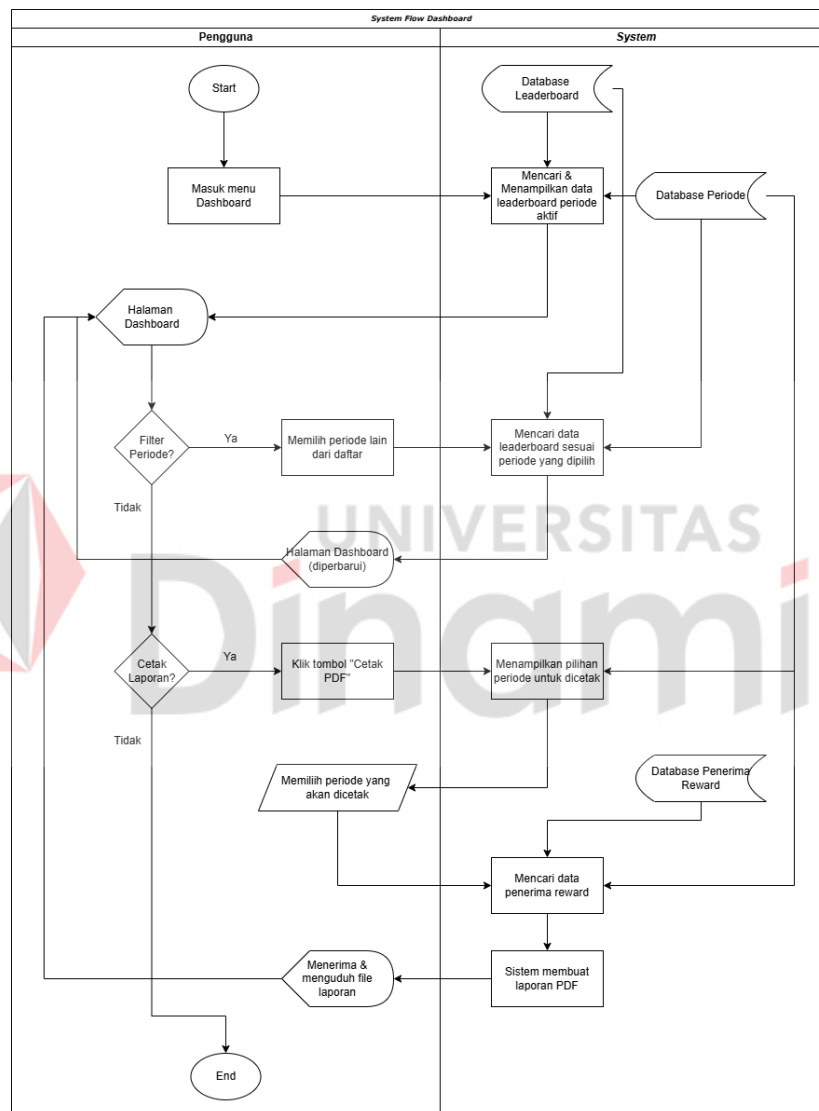 System Flow Dashboard
Pengguna
System
Start
Database
Leaderboard
Masuk menu
Dashboard
Mencari &
Menampilkan data
leaderboard periode
aktif
Database Periode
Halaman
Dashboard
Filter
Periode?
Ya
Memilih periode lain
dari daftar
Mencari data
leaderboard sesuai
periode yang dipilih
Tidak
UNIVERSITAS
Halaman Dashboard
(diperbarui)
Dinami
Cetak
Laporan?
Ya
Klik tombol "Cetak
PDF"
Menampilkan pilihan
periode untuk dicetak
Tidak
Memiliih periode yang
akan dicetak
Database Penerima
Reward
Mencari data
penerima reward
Menerima &
menguduh file
laporan
Sistem membuat
laporan PDF
End